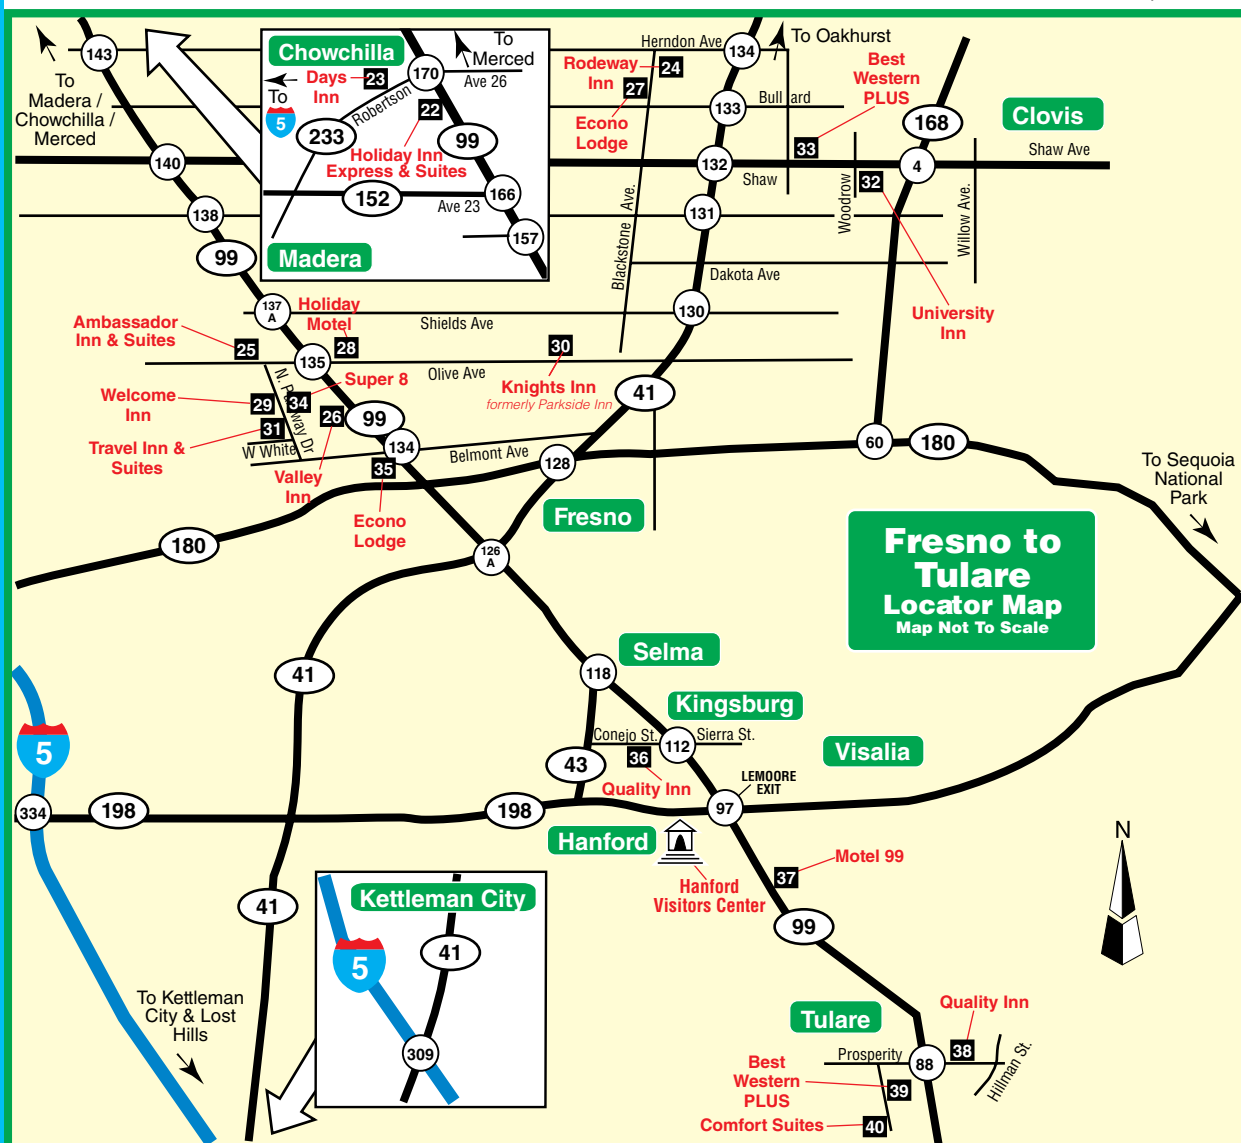 143
To
Madera /
Chowchilla /
Merced
140
138
99
Chowchilla
To
Merced
170
Ave 26
Days
Inn
23
To
5
Robertson
22
233
99
Holiday Inn
Express & Suites
152
166
Ave 23
157
Madera
Herndon Ave
134
To Oakhurst
Rodeway
Inn
24
27
Econo
Lodge
Bullard
133
Best
Western
PLUS
33
168
Clovis
132
Shaw
4
Shaw Ave
32
Woodrow
Willow Ave.
131
Blackstone Ave.
Dakota Ave
University
Inn
137
A
Holiday
Motel
28
Shields Ave
130
Ambassador
Inn & Suites
25
135
Olive Ave
30
Knights Inn
formerly Parkside Inn
41
Super 8
Welcome
Inn
29
34
N. Parkway Dr
26
99
31
Travel Inn &
Suites
W White
134
Belmont Ave
35
Valley
Inn
Econo
Lodge
128
60
180
To Sequoia
National
Park
180
Fresno
126
A
Fresno to
Tulare
Locator Map
Map Not To Scale
41
Selma
118
Kingsburg
Conejo St.
112
Sierra St.
36
Quality Inn
43
Visalia
5
334
198
198
LEMOORE
EXIT
97
Hanford
Hanford
Visitors Center
37
Motel 99
99
N
41
Kettleman City
41
5
309
To Kettleman
City & Lost
Hills
Tulare
Quality Inn
38
Prosperity
88
Hillman St.
Best
Western
PLUS
39
Comfort Suites
40